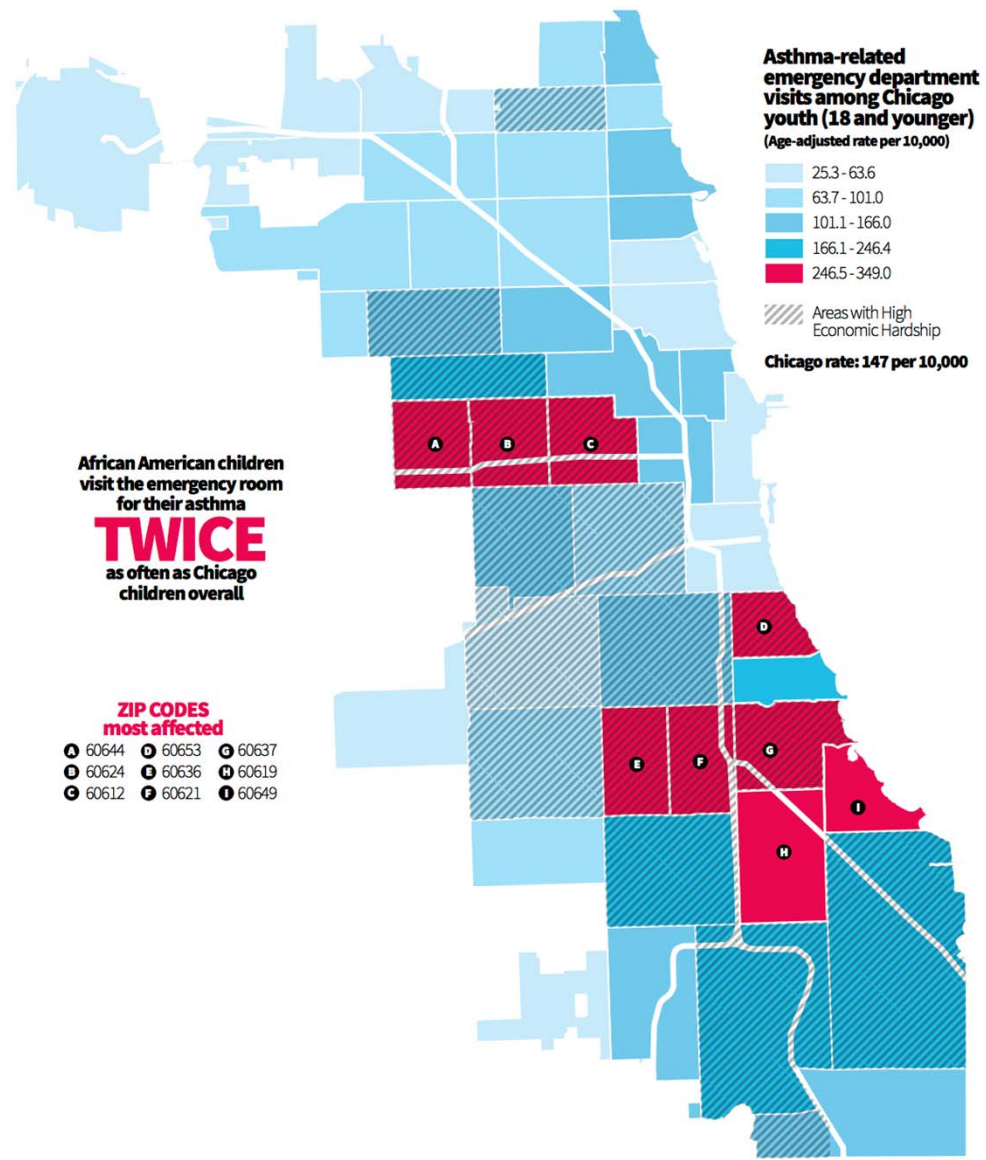 Asthma-related
emergency department
visits among Chicago
youth (18 and younger)
(Age-adjusted rate per 10,000)
25.3 - 63.6
63.7 - 101.0
101.1 - 166.0
166.1 - 246.4
246.5 - 349.0
Areas with High
Economic Hardship
Chicago rate: 147 per 10,000
A B C
African American children
visit the emergency room
for their asthma
TWICE
as often as Chicago
children overall
D
ZIP CODES
most affected
A 60644 D 60653 G 60637
B 60624 E 60636 H 60619
C 60612 F 60621 I 60649
E F G
I
H